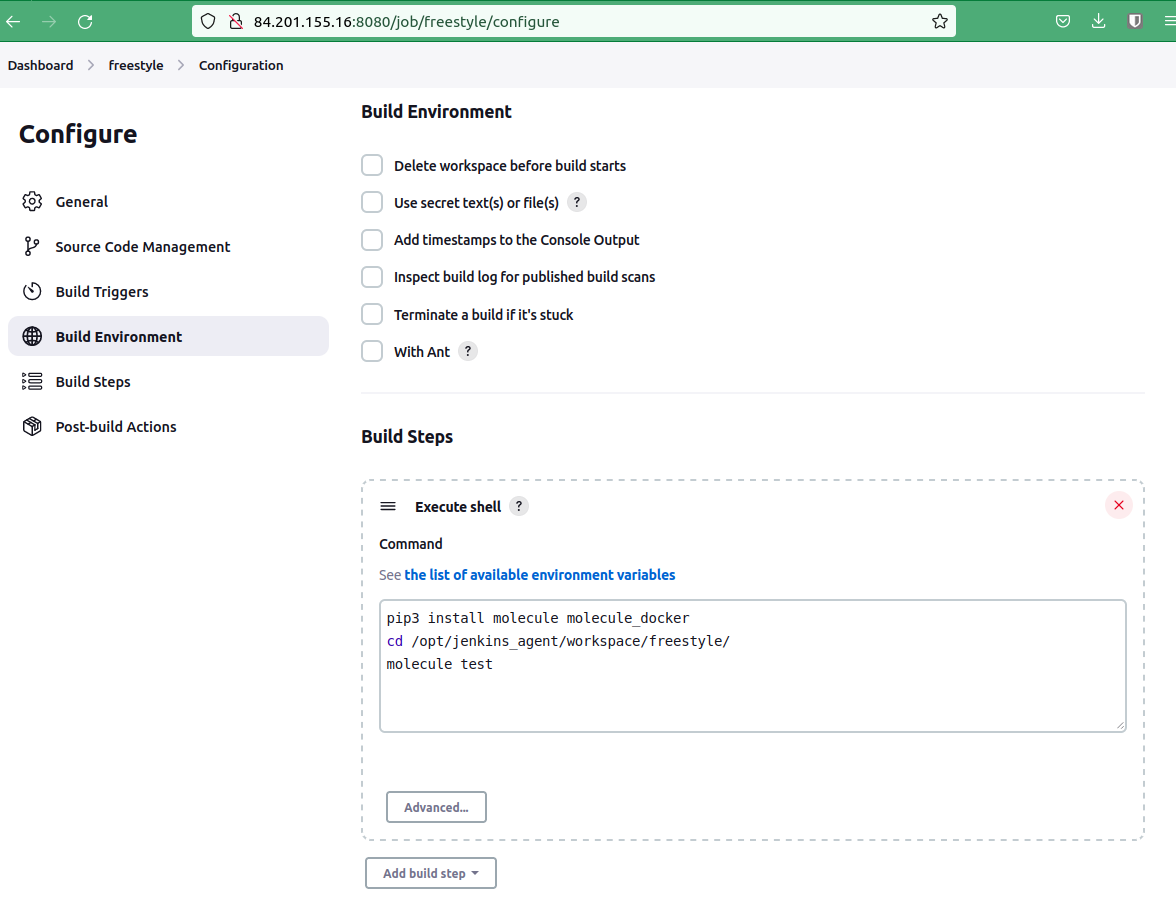 84.201.155.16:8080/job/freestyle/configure
Dashboard > freestyle > Configuration
Configure
General
Source Code Management
Build Triggers
Build Environment
Build Steps
Post-build Actions
Build Environment
Delete workspace before build starts
Use secret text(s) or file(s) ?
Add timestamps to the Console Output
Inspect build log for published build scans
Terminate a build if it's stuck
With Ant ?
Build Steps
Execute shell ?
Command
See the list of available environment variables
pip3 install molecule molecule_docker
cd /opt/jenkins_agent/workspace/freestyle/
molecule test
Advanced...
Add build step